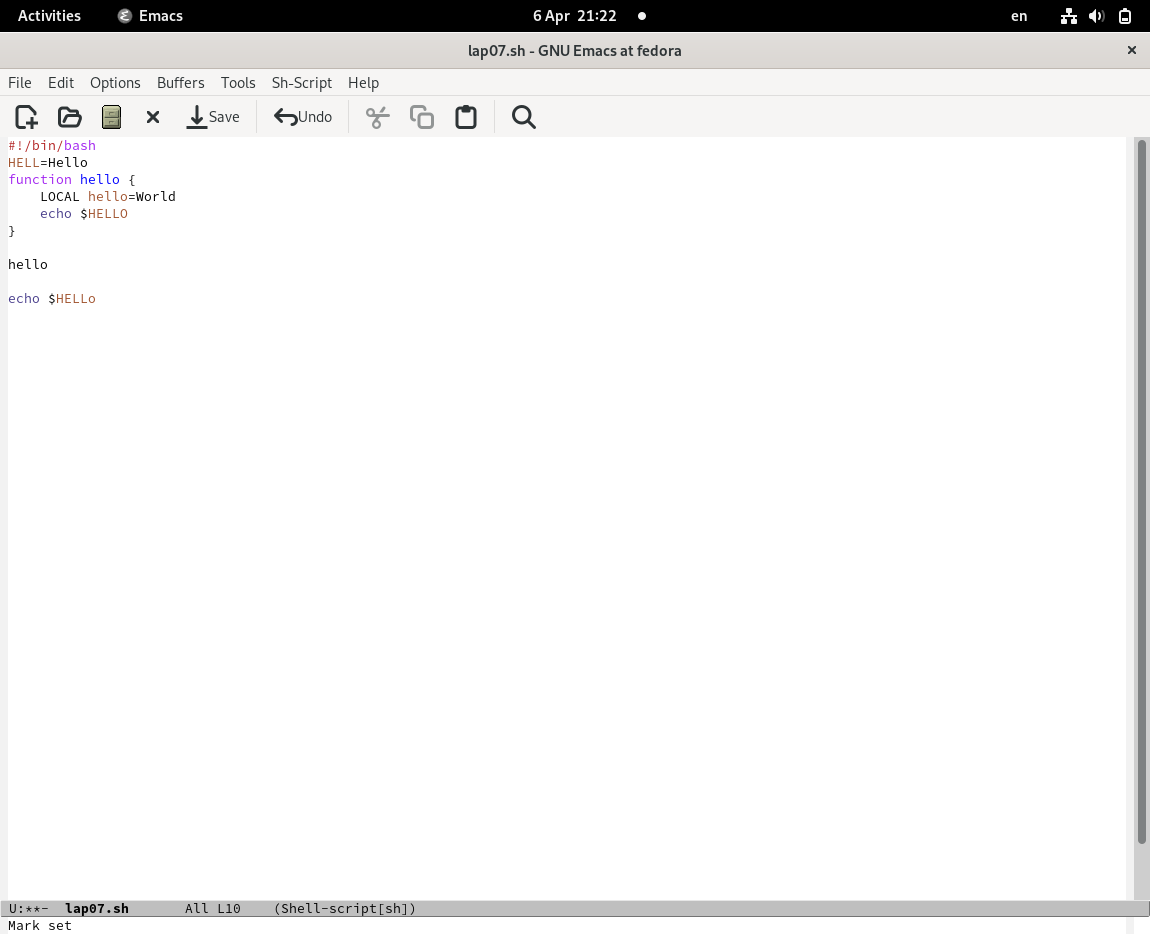 Activities Emacs 6 Apr 21:22 en
lap07.sh - GNU Emacs at fedora
File Edit Options Buffers Tools Sh-Script Help
Save Undo
#!/bin/bash
HELL=Hello
function hello {
    LOCAL hello=World
    echo $HELLO
}
hello
echo $HELLo
U:**-  lap07.sh       All L10    (Shell-script[sh])
Mark set